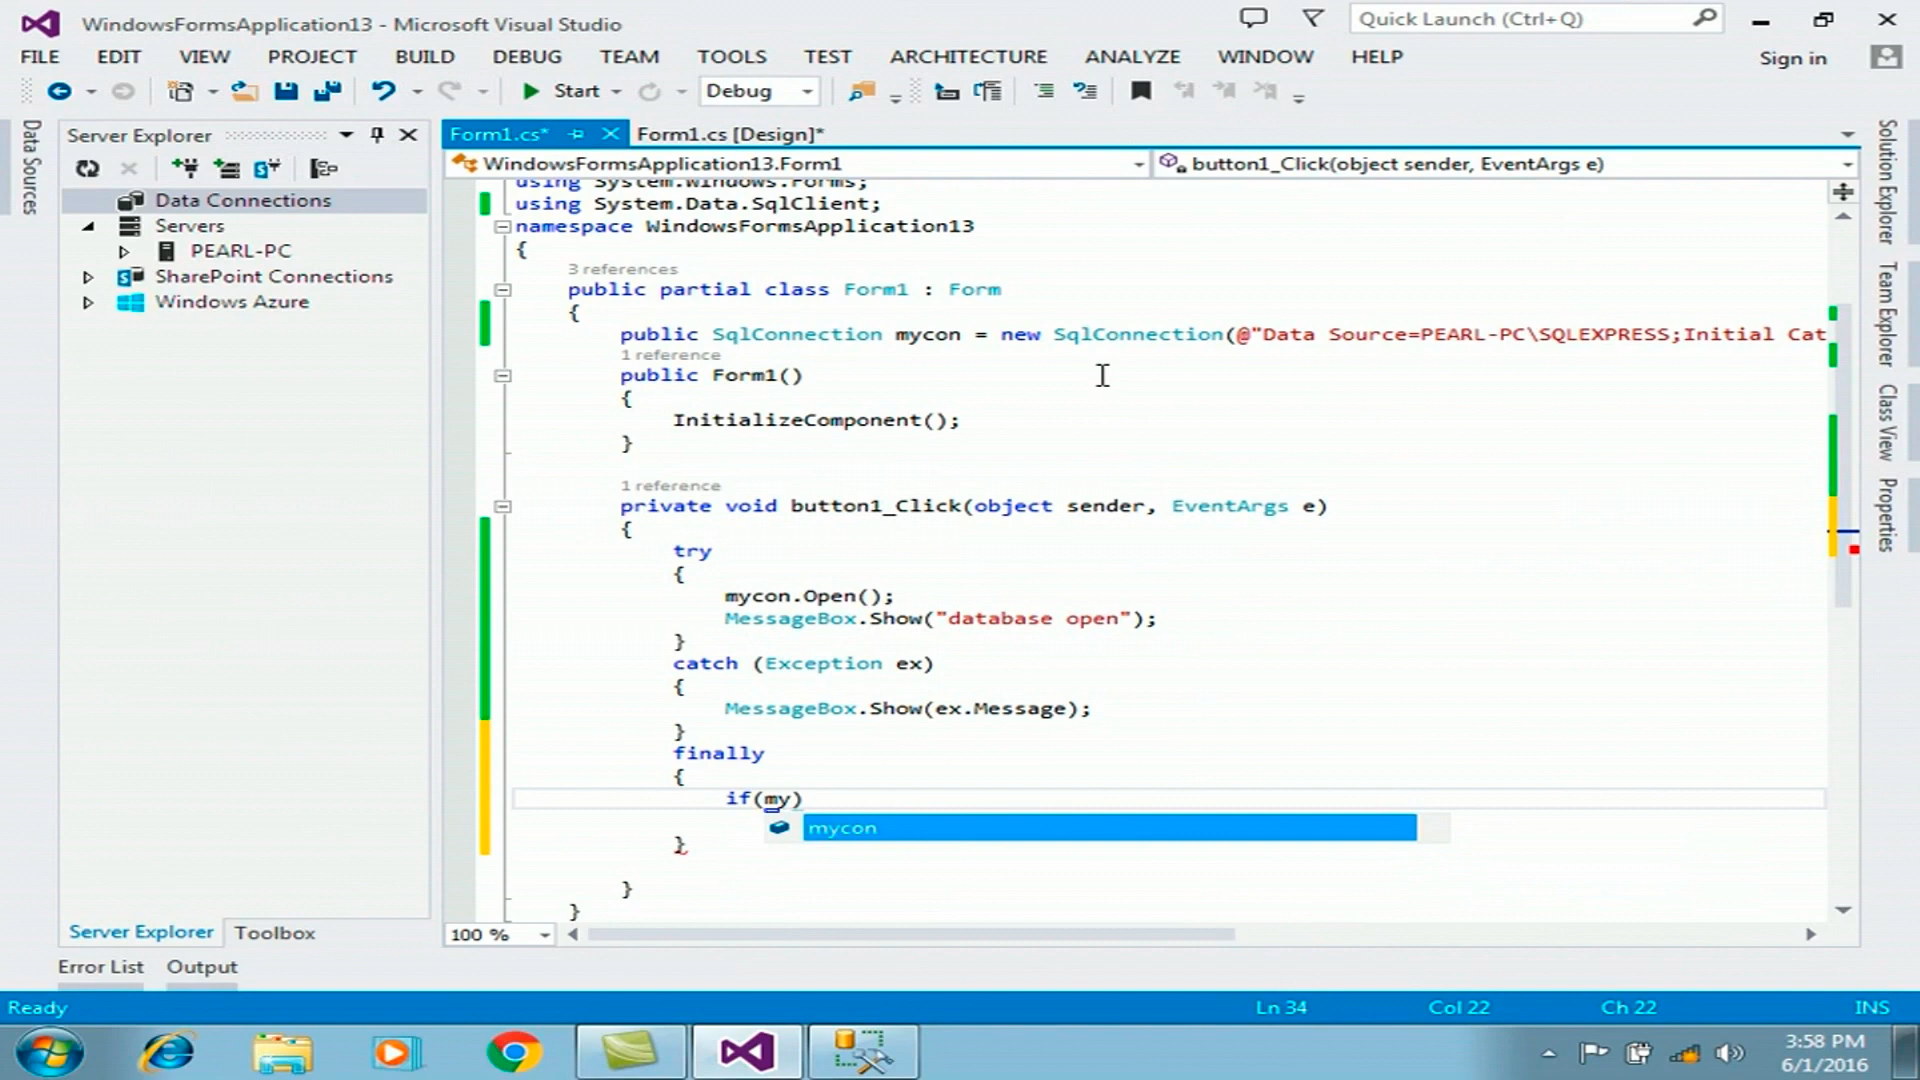 WindowsFormsApplication13 - Microsoft Visual Studio
Quick Launch (Ctrl+Q)
FILE EDIT VIEW PROJECT BUILD DEBUG TEAM TOOLS TEST ARCHITECTURE ANALYZE WINDOW HELP
Sign in
Start
Debug
Data Sources
Server Explorer
Data Connections
Servers
PEARL-PC
SharePoint Connections
Windows Azure
Server Explorer
Toolbox
Form1.cs*
Form1.cs [Design]*
WindowsFormsApplication13.Form1
button1_Click(object sender, EventArgs e)
using System.Windows.Forms;
using System.Data.SqlClient;
namespace WindowsFormsApplication13
{
3 references
public partial class Form1 : Form
{
public SqlConnection mycon = new SqlConnection(@"Data Source=PEARL-PC\SQLEXPRESS;Initial Cat
1 reference
public Form1()
{
InitializeComponent();
}
1 reference
private void button1_Click(object sender, EventArgs e)
{
try
{
mycon.Open();
MessageBox.Show("database open");
}
catch (Exception ex)
{
MessageBox.Show(ex.Message);
}
finally
{
if(my)
mycon
}
}
}
100 %
Solution Explorer
Team Explorer
Class View
Properties
Error List
Output
Ready
Ln 34
Col 22
Ch 22
INS
3:58 PM
6/1/2016